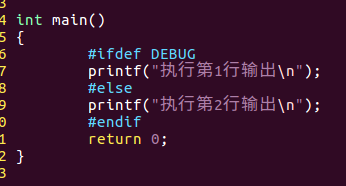 3
4 int main()
5 {
6 #ifdef DEBUG
7 printf("执行第1行输出\n");
8 #else
9 printf("执行第2行输出\n");
0 #endif
1 return 0;
2 }
3